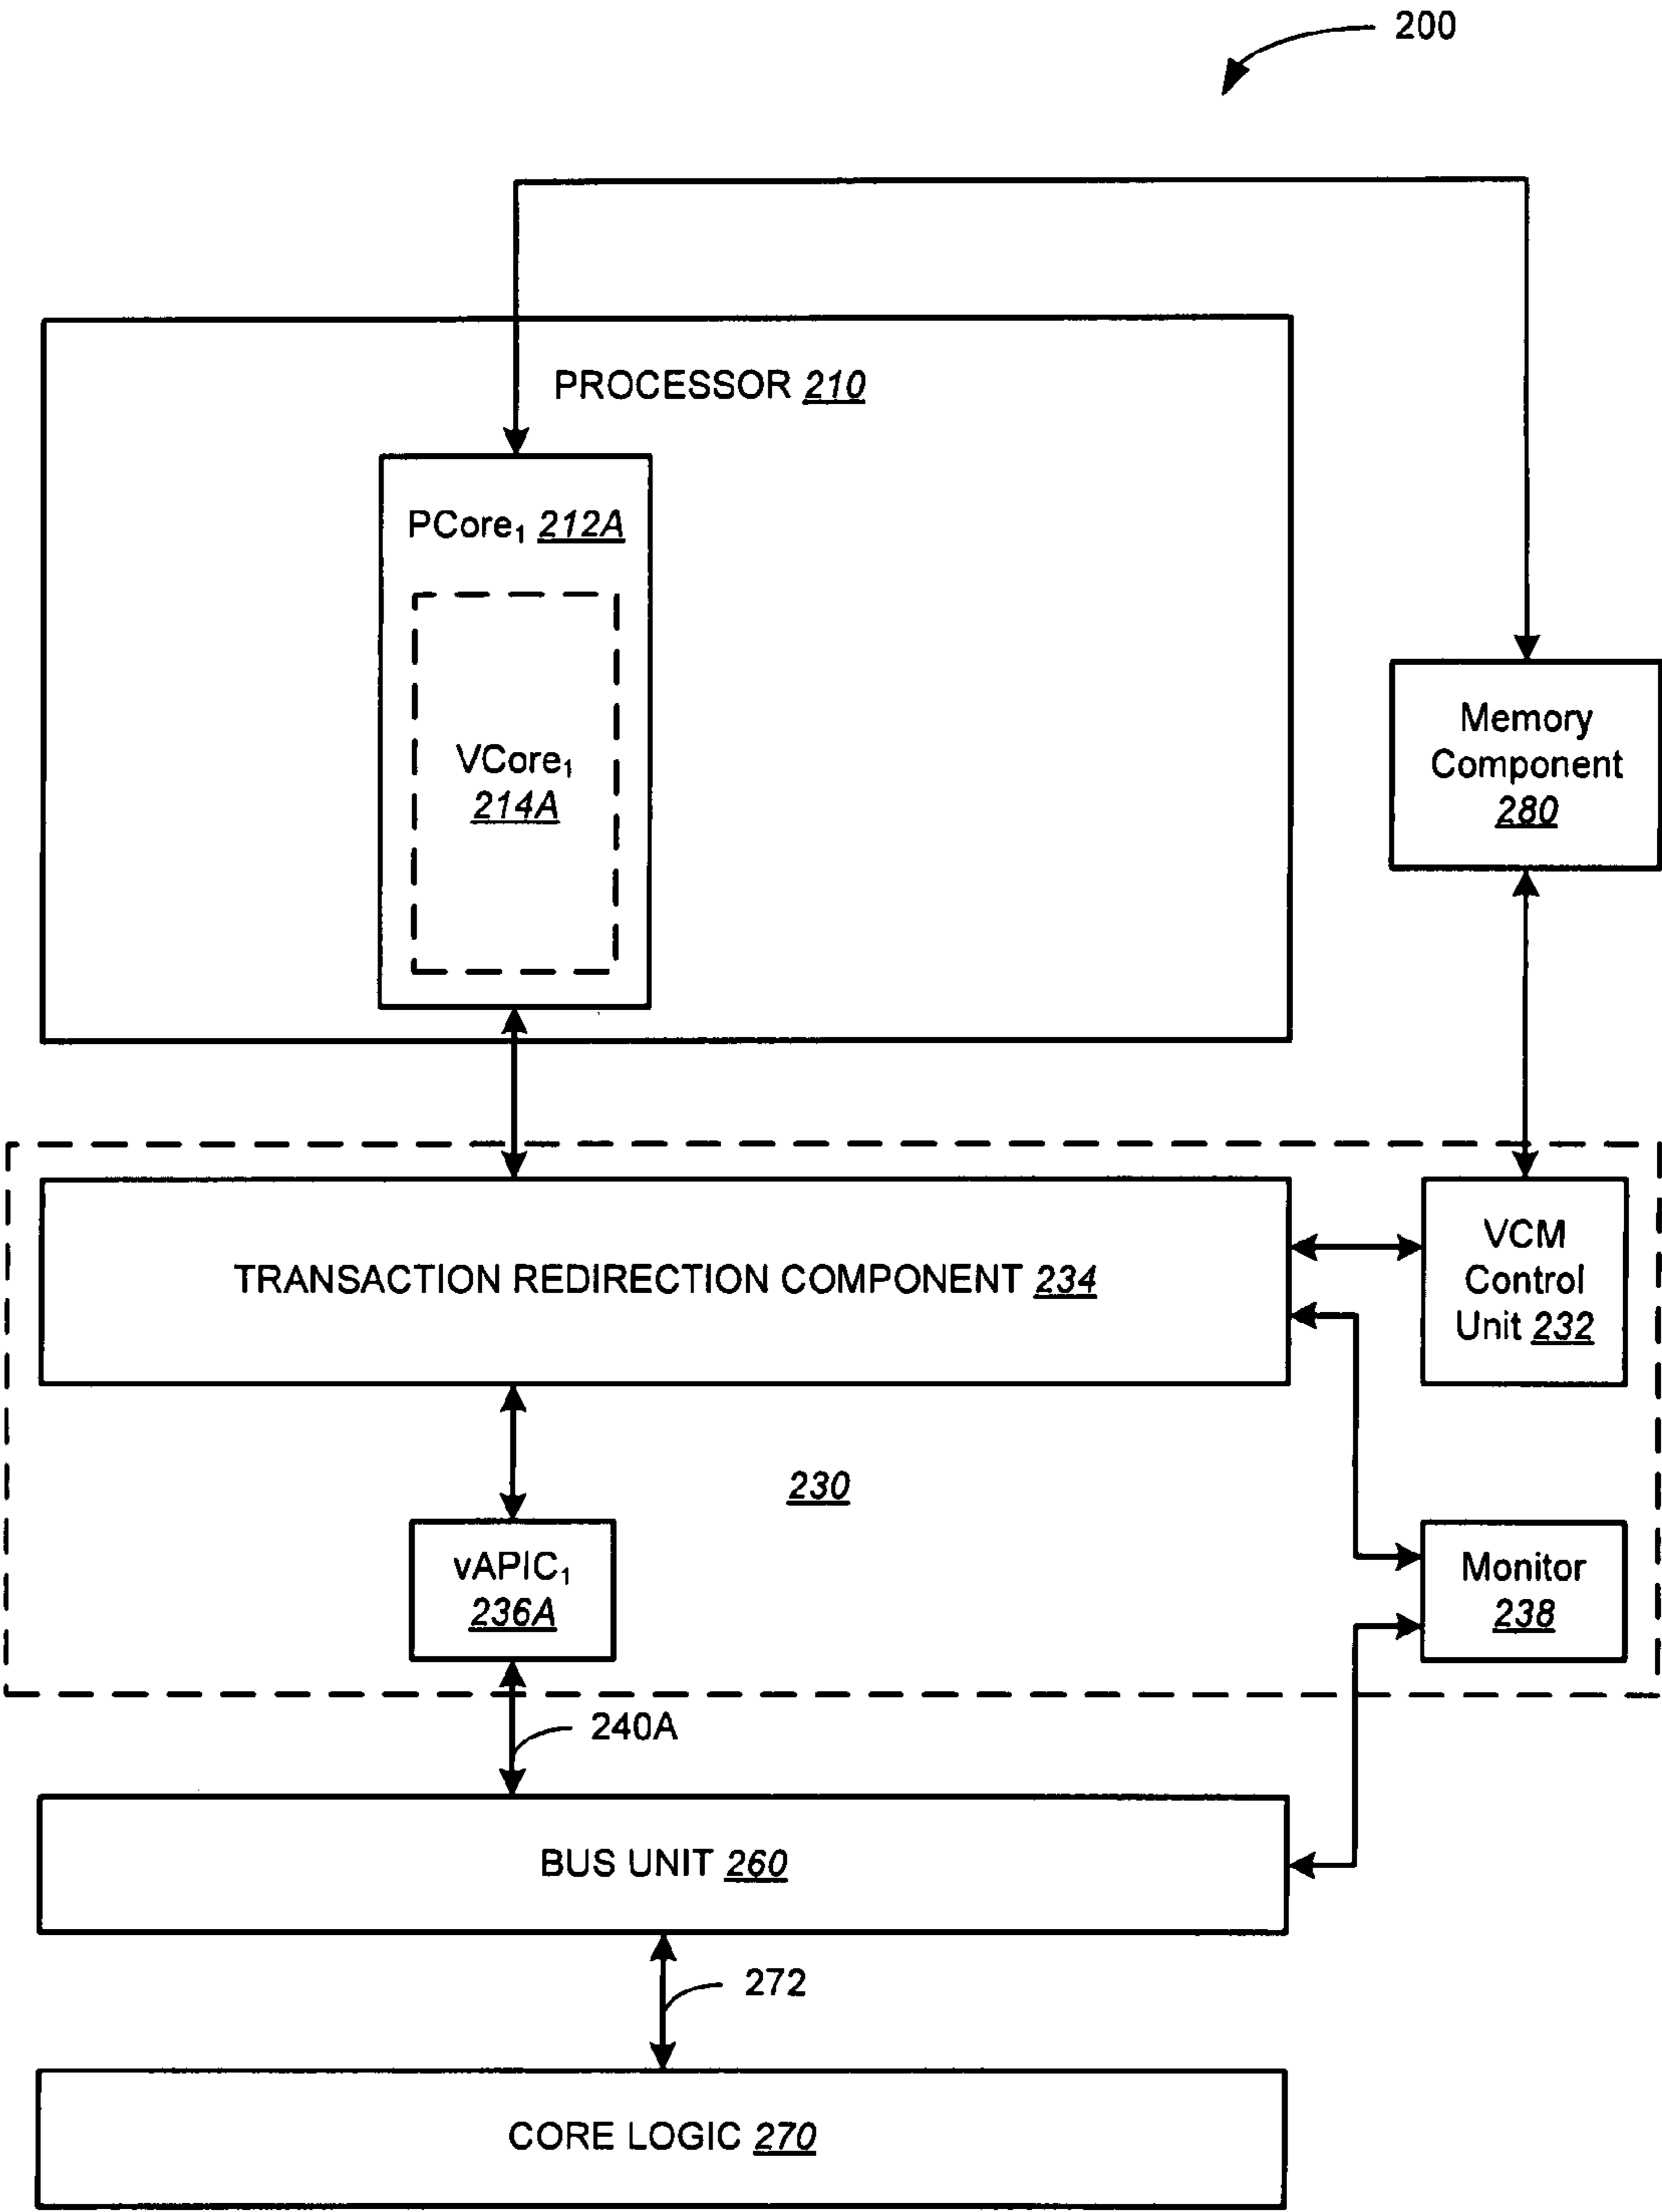 200
PROCESSOR 210
PCore₁ 212A
VCore₁
214A
Memory
Component
280
TRANSACTION REDIRECTION COMPONENT 234
VCM
Control
Unit 232
230
vAPIC₁
236A
Monitor
238
240A
BUS UNIT 260
272
CORE LOGIC 270